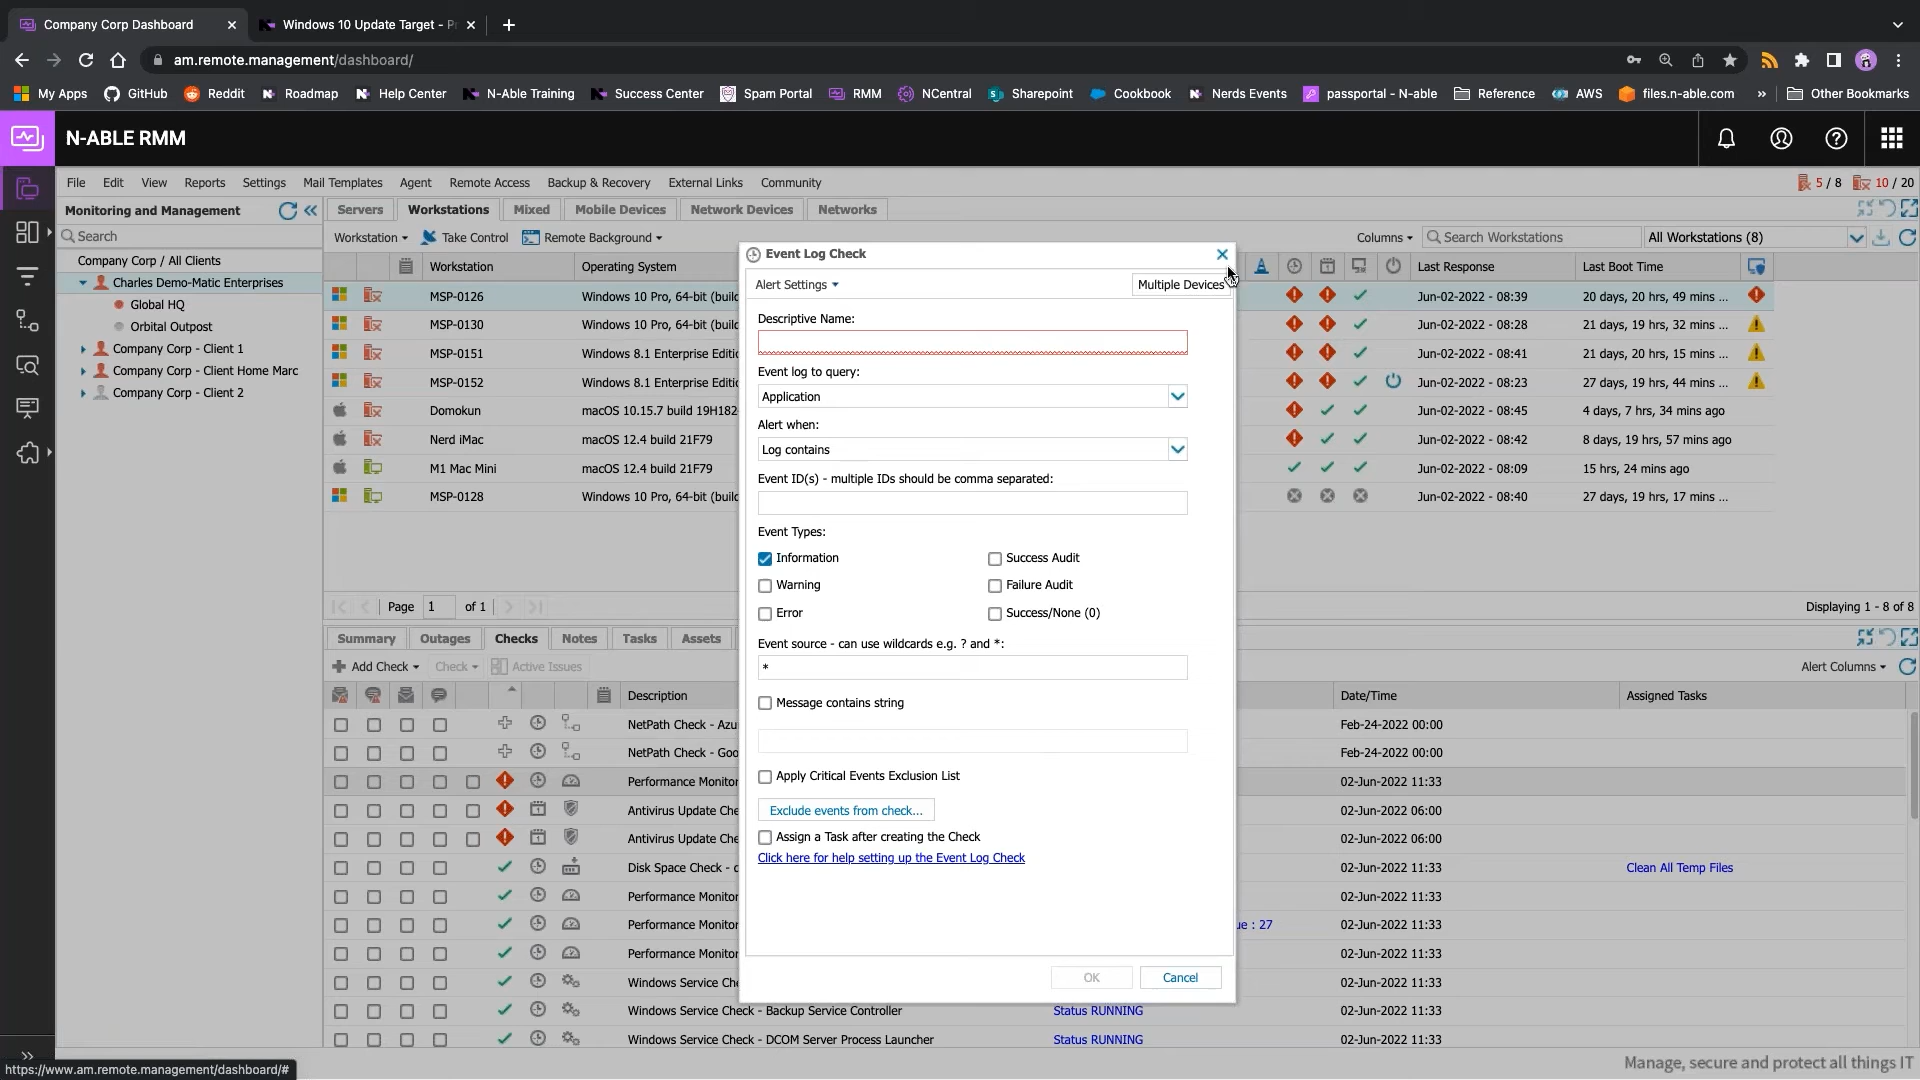 Company Corp Dashboard
Windows 10 Update Target - Pr
am.remote.management/dashboard/
My Apps GitHub Reddit Roadmap Help Center N-Able Training Success Center Spam Portal RMM NCentral Sharepoint Cookbook Nerds Events passportal - N-able Reference AWS files.n-able.com » Other Bookmarks
N-ABLE RMM
File Edit View Reports Settings Mail Templates Agent Remote Access Backup & Recovery External Links Community 5 / 8 10 / 20
Monitoring and Management
Servers Workstations Mixed Mobile Devices Network Devices Networks
Search
Workstation Take Control Remote Background Columns Search Workstations All Workstations (8)
Company Corp / All Clients
Charles Demo-Matic Enterprises
Global HQ
Orbital Outpost
Company Corp - Client 1
Company Corp - Client Home Marc
Company Corp - Client 2
Workstation Operating System Last Response Last Boot Time
MSP-0126 Windows 10 Pro, 64-bit (build Jun-02-2022 - 08:39 20 days, 20 hrs, 49 mins ...
MSP-0130 Windows 10 Pro, 64-bit (build Jun-02-2022 - 08:28 21 days, 19 hrs, 32 mins ...
MSP-0151 Windows 8.1 Enterprise Editi Jun-02-2022 - 08:41 21 days, 20 hrs, 15 mins ...
MSP-0152 Windows 8.1 Enterprise Editi Jun-02-2022 - 08:23 27 days, 19 hrs, 44 mins ...
Domokun macOS 10.15.7 build 19H182 Jun-02-2022 - 08:45 4 days, 7 hrs, 34 mins ago
Nerd iMac macOS 12.4 build 21F79 Jun-02-2022 - 08:42 8 days, 19 hrs, 57 mins ago
M1 Mac Mini macOS 12.4 build 21F79 Jun-02-2022 - 08:09 15 hrs, 24 mins ago
MSP-0128 Windows 10 Pro, 64-bit (build Jun-02-2022 - 08:40 27 days, 19 hrs, 17 mins ...
Page 1 of 1 Displaying 1 - 8 of 8
Summary Outages Checks Notes Tasks Assets
Add Check Check Active Issues Alert Columns
Description Date/Time Assigned Tasks
NetPath Check - Azu Feb-24-2022 00:00
NetPath Check - Goo Feb-24-2022 00:00
Performance Monitor 02-Jun-2022 11:33
Antivirus Update Che 02-Jun-2022 06:00
Antivirus Update Che 02-Jun-2022 06:00
Disk Space Check - d 02-Jun-2022 11:33 Clean All Temp Files
Performance Monitor 02-Jun-2022 11:33
Performance Monitor ue : 27 02-Jun-2022 11:33
Performance Monitor 02-Jun-2022 11:33
Windows Service Che 02-Jun-2022 11:33
Windows Service Check - Backup Service Controller Status RUNNING 02-Jun-2022 11:33
Windows Service Check - DCOM Server Process Launcher Status RUNNING 02-Jun-2022 11:33
Event Log Check
Alert Settings Multiple Devices
Descriptive Name:
Event log to query:
Application
Alert when:
Log contains
Event ID(s) - multiple IDs should be comma separated:
Event Types:
Information Success Audit
Warning Failure Audit
Error Success/None (0)
Event source - can use wildcards e.g. ? and *:
*
Message contains string
Apply Critical Events Exclusion List
Exclude events from check...
Assign a Task after creating the Check
Click here for help setting up the Event Log Check
OK Cancel
https://www.am.remote.management/dashboard/#
Manage, secure and protect all things IT